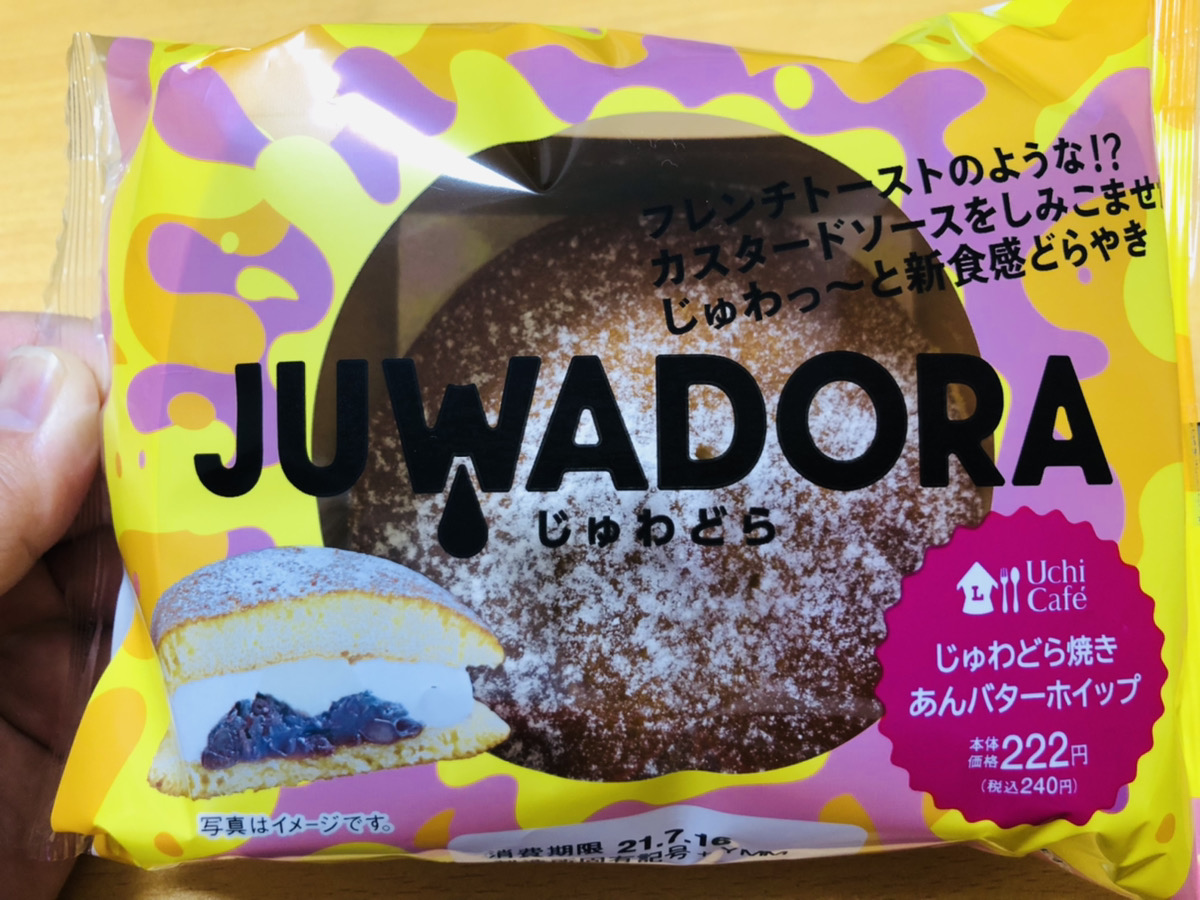 フレンチトーストのような!?
カスタードソースをしみこませ
じゅわっ〜と新食感どらやき
JUWADORA
じゅわどら
L
Uchi
Café
じゅわどら焼き
あんバターホイップ
本体
価格 222円
(税込240円)
写真はイメージです。
消費期限 21.7.16